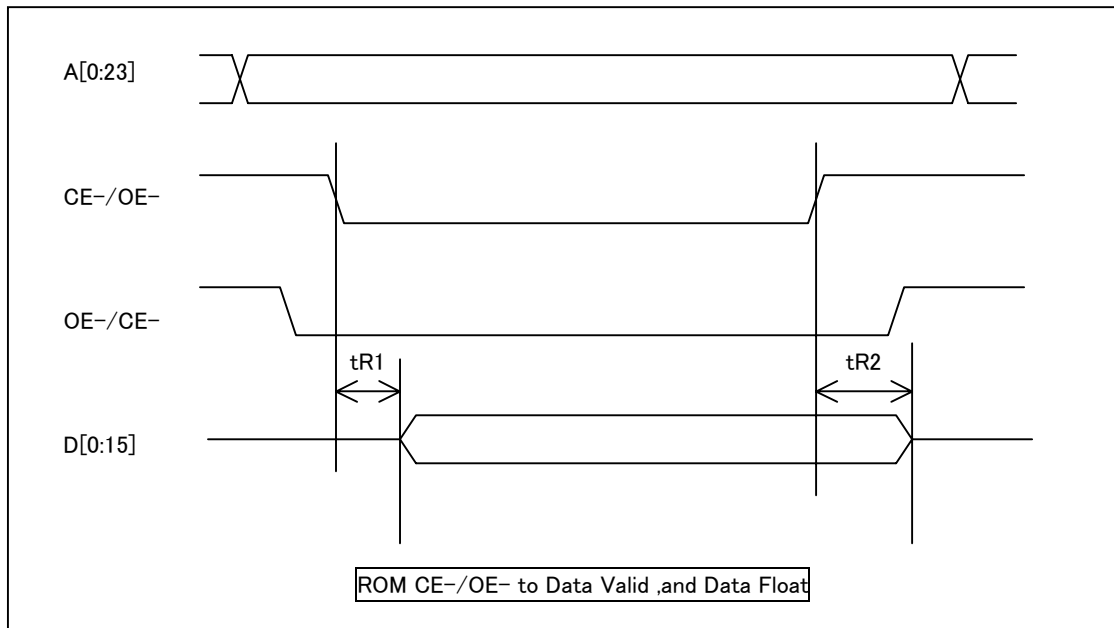 A[0:23]
CE-/OE-
OE-/CE-
tR1
tR2
D[0:15]
ROM CE-/OE- to Data Valid ,and Data Float